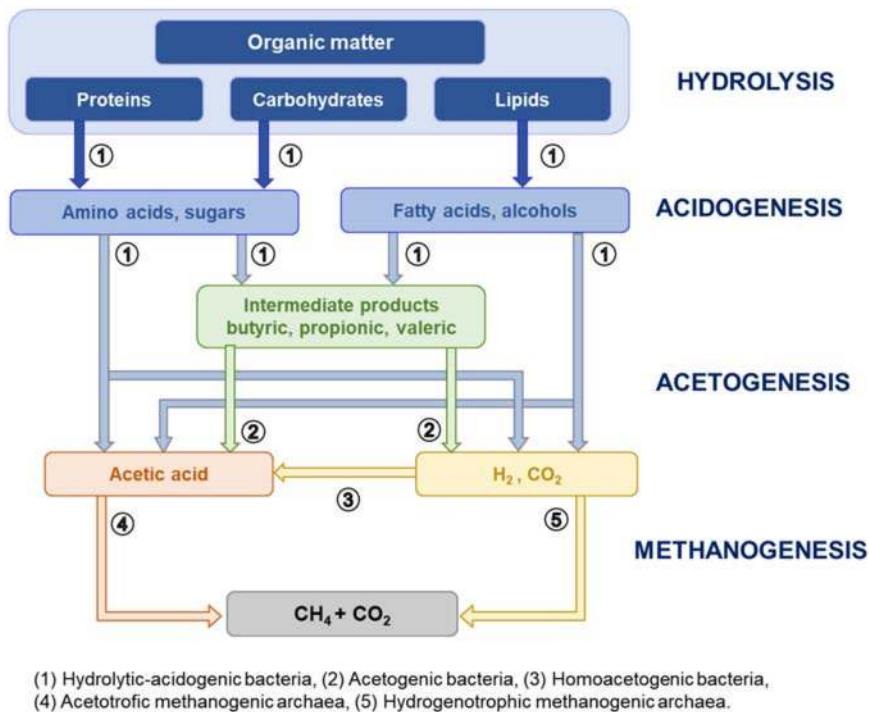 Organic matter
HYDROLYSIS
Proteins
Carbohydrates
Lipids
①
①
①
Amino acids, sugars
Fatty acids, alcohols
ACIDOGENESIS
①
①
①
①
Intermediate products
butyric, propionic, valeric
ACETOGENESIS
②
②
Acetic acid
H₂ , CO₂
③
④
⑤
METHANOGENESIS
CH₄ + CO₂
(1) Hydrolytic-acidogenic bacteria, (2) Acetogenic bacteria, (3) Homoacetogenic bacteria,
(4) Acetotrofic methanogenic archaea, (5) Hydrogenotrophic methanogenic archaea.